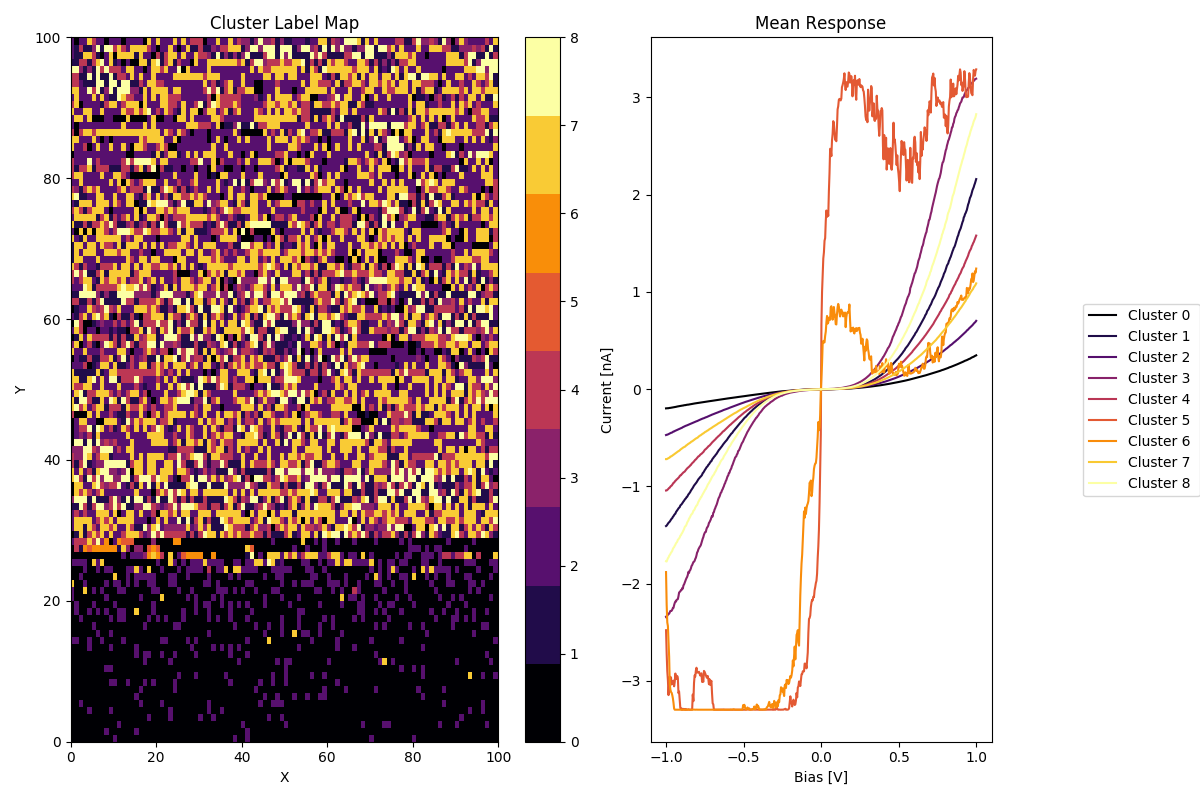 Cluster Label Map
100
80
60
40
20
0
Y
0
20
40
60
80
100
X
8
7
6
5
4
3
2
1
0
Mean Response
3
2
1
0
−1
−2
−3
Current [nA]
−1.0
−0.5
0.0
0.5
1.0
Bias [V]
Cluster 0
Cluster 1
Cluster 2
Cluster 3
Cluster 4
Cluster 5
Cluster 6
Cluster 7
Cluster 8